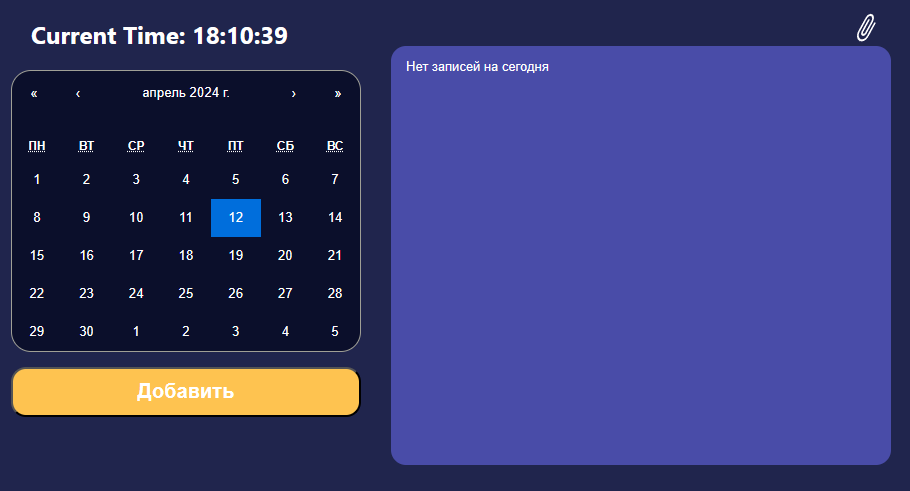 Current Time: 18:10:39
« ‹ апрель 2024 г. › »
ПН ВТ СР ЧТ ПТ СБ ВС
1 2 3 4 5 6 7
8 9 10 11 12 13 14
15 16 17 18 19 20 21
22 23 24 25 26 27 28
29 30 1 2 3 4 5
Добавить
Нет записей на сегодня